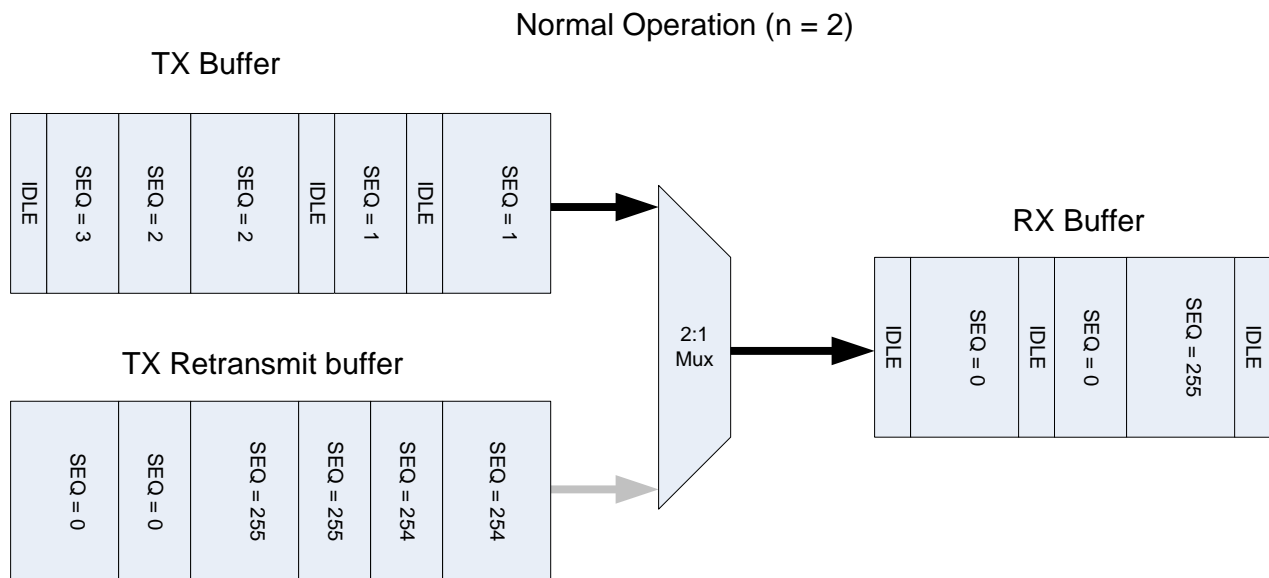 Normal Operation (n = 2)
TX Buffer
IDLE
SEQ = 3
SEQ = 2
SEQ = 2
IDLE
SEQ = 1
IDLE
SEQ = 1
TX Retransmit buffer
SEQ = 0
SEQ = 0
SEQ = 255
SEQ = 255
SEQ = 254
SEQ = 254
2:1
Mux
RX Buffer
IDLE
SEQ = 0
IDLE
SEQ = 0
SEQ = 255
IDLE